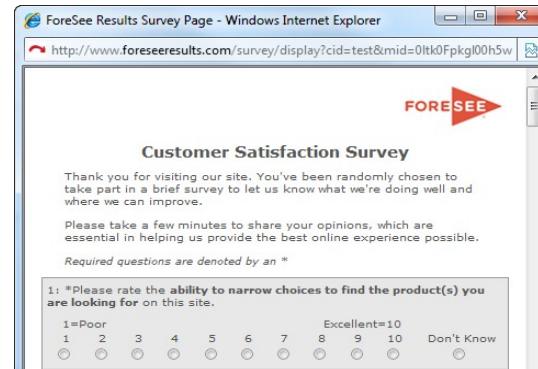 ForeSee Results Survey Page - Windows Internet Explorer
http://www.foreseeresults.com/survey/display?cid=test&mid=0ltk0Fpkgl00h5w
FORESEE
Customer Satisfaction Survey
Thank you for visiting our site. You've been randomly chosen to
take part in a brief survey to let us know what we're doing well and
where we can improve.
Please take a few minutes to share your opinions, which are
essential in helping us provide the best online experience possible.
Required questions are denoted by an *
1: *Please rate the ability to narrow choices to find the product(s) you
are looking for on this site.
1=Poor Excellent=10
1 2 3 4 5 6 7 8 9 10 Don't Know